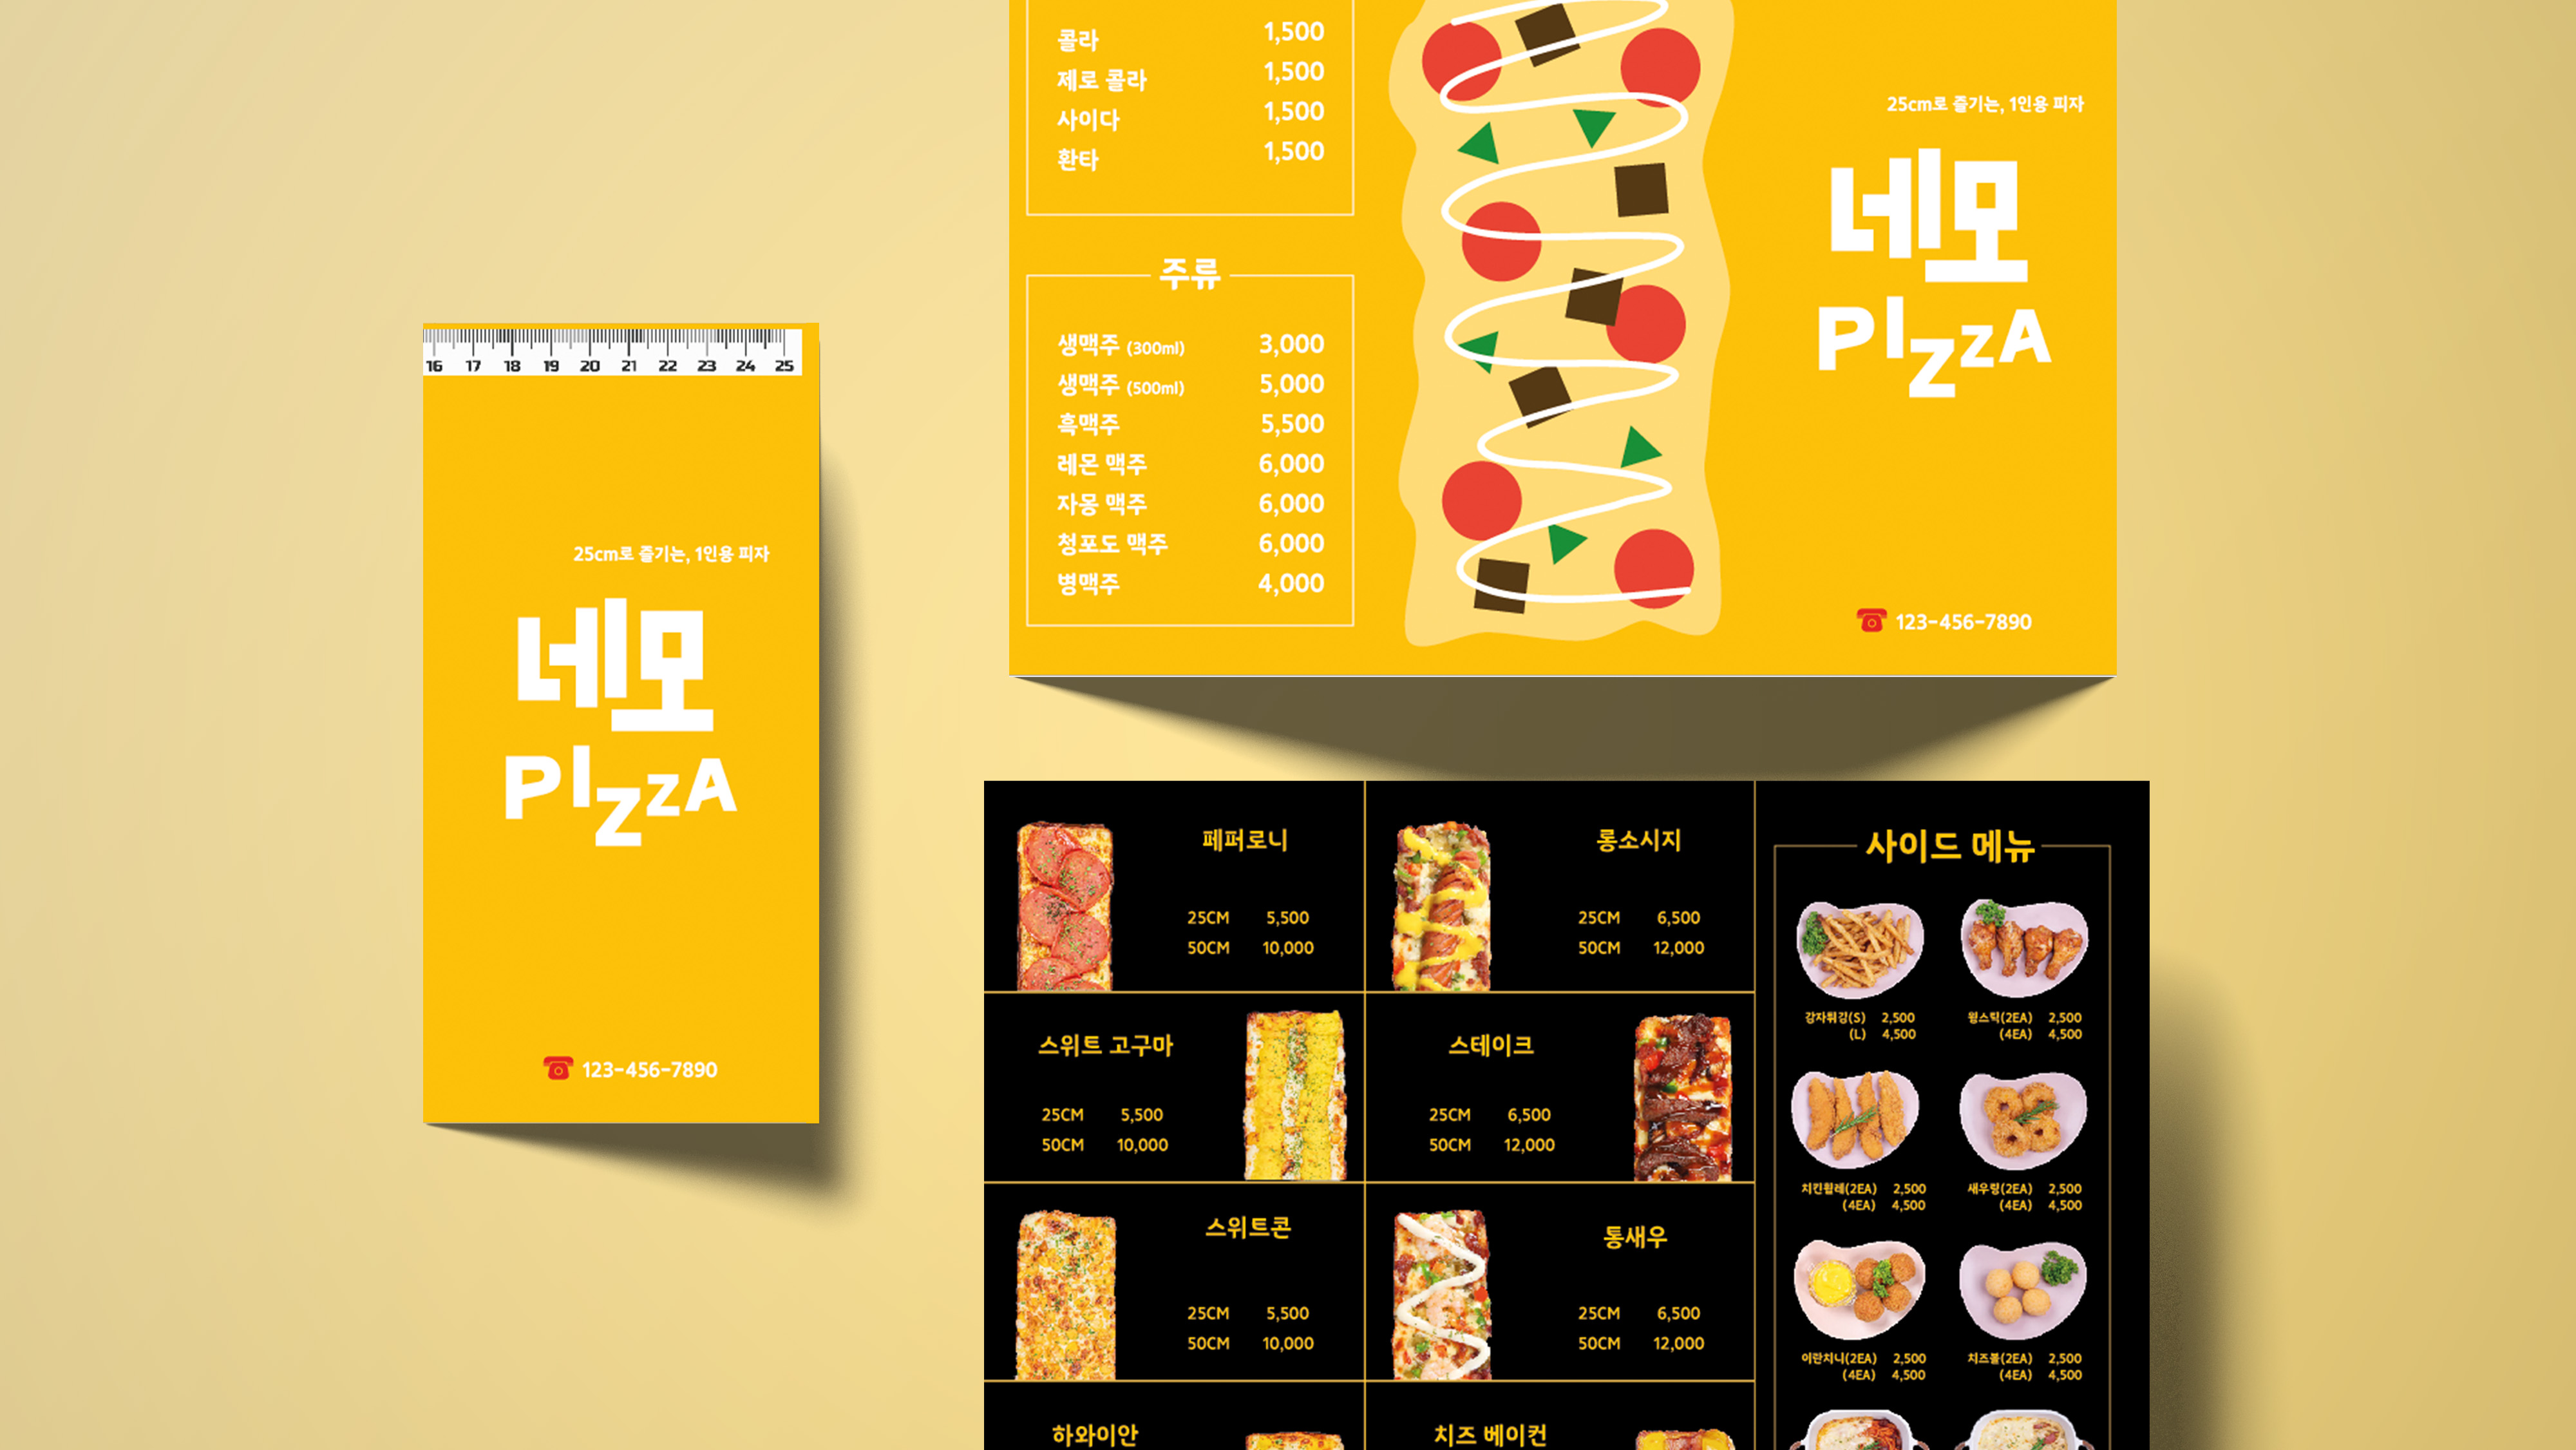 16 17 18 19 20 21 22 23 24 25
25cm로 즐기는, 1인용 피자
네모
PIZZA
123-456-7890
콜라 1,500
제로 콜라 1,500
사이다 1,500
환타 1,500
주류
생맥주 (300ml) 3,000
생맥주 (500ml) 5,000
흑맥주 5,500
레몬 맥주 6,000
자몽 맥주 6,000
청포도 맥주 6,000
병맥주 4,000
25cm로 즐기는, 1인용 피자
네모
PIZZA
123-456-7890
페퍼로니
25CM 5,500
50CM 10,000
롱소시지
25CM 6,500
50CM 12,000
스위트 고구마
25CM 5,500
50CM 10,000
스테이크
25CM 6,500
50CM 12,000
스위트콘
25CM 5,500
50CM 10,000
통새우
25CM 6,500
50CM 12,000
하와이안
치즈 베이컨
사이드 메뉴
감자튀김(S) 2,500
(L) 4,500
윙스틱(2EA) 2,500
(4EA) 4,500
치킨휠레(2EA) 2,500
(4EA) 4,500
새우링(2EA) 2,500
(4EA) 4,500
이란치니(2EA) 2,500
(4EA) 4,500
치즈볼(2EA) 2,500
(4EA) 4,500